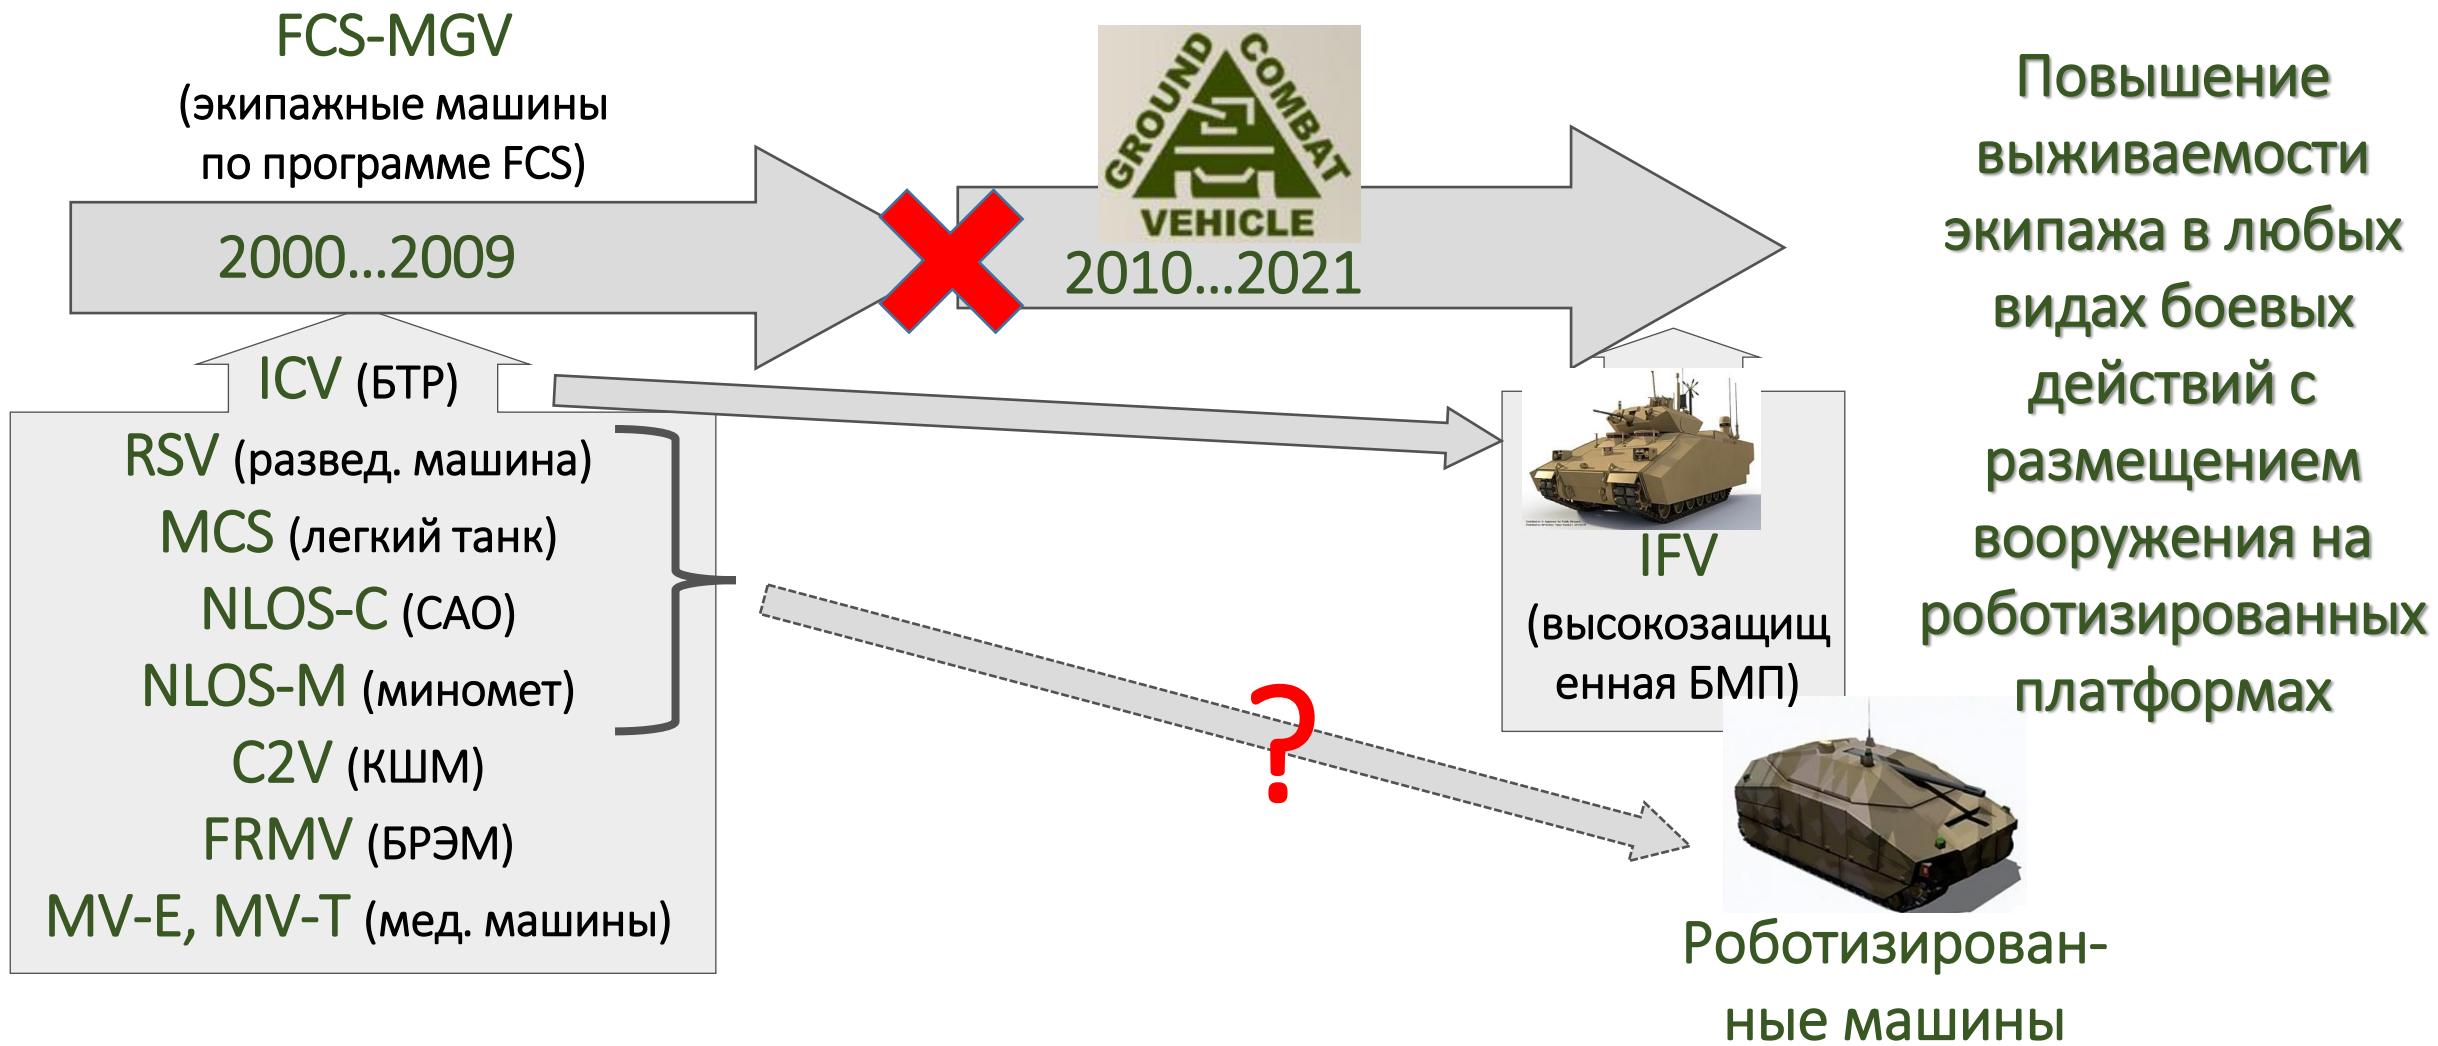 FCS-MGV
(экипажные машины
по программе FCS)
2000...2009
GROUND COMBAT
VEHICLE
2010...2021
ICV (БТР)
RSV (развед. машина)
MCS (легкий танк)
NLOS-C (САО)
NLOS-M (миномет)
C2V (КШМ)
FRMV (БРЭМ)
MV-E, MV-T (мед. машины)
?
IFV
(высокозащищ
енная БМП)
Роботизирован-
ные машины
Повышение
выживаемости
экипажа в любых
видах боевых
действий с
размещением
вооружения на
роботизированных
платформах